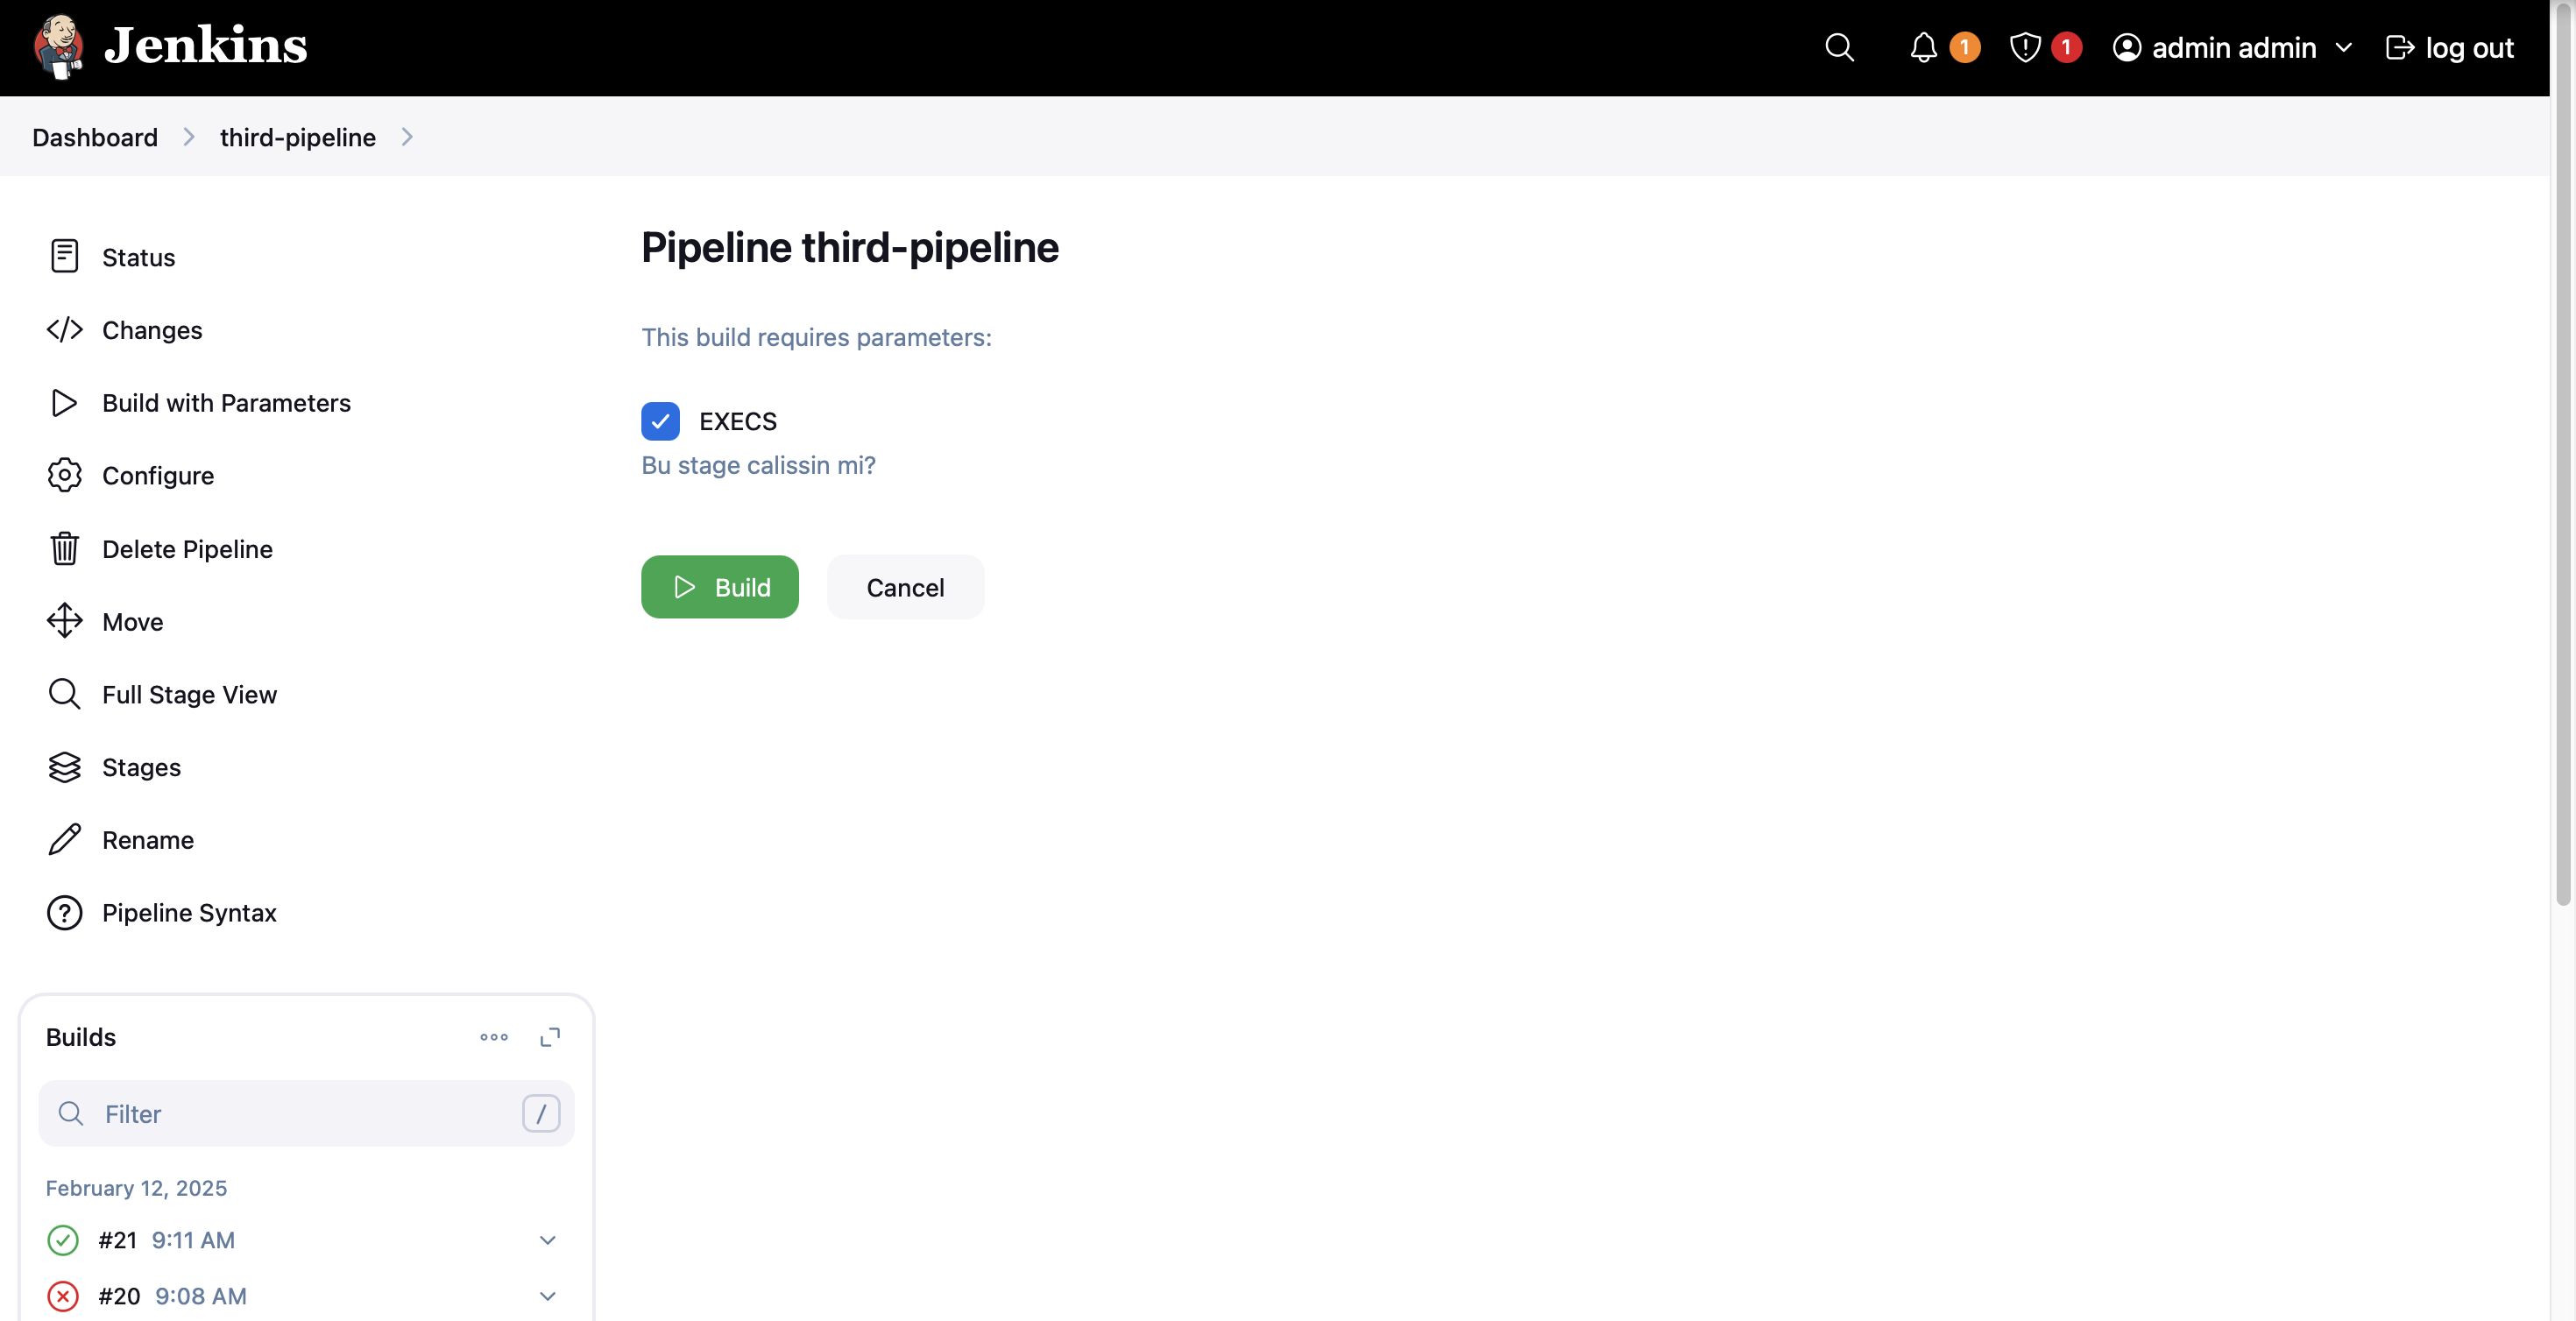 Jenkins
1
1
admin admin
log out
Dashboard
third-pipeline
Status
Changes
Build with Parameters
Configure
Delete Pipeline
Move
Full Stage View
Stages
Rename
Pipeline Syntax
Pipeline third-pipeline
This build requires parameters:
EXECS
Bu stage calissin mi?
Build
Cancel
Builds
Filter
/
February 12, 2025
#21 9:11 AM
#20 9:08 AM